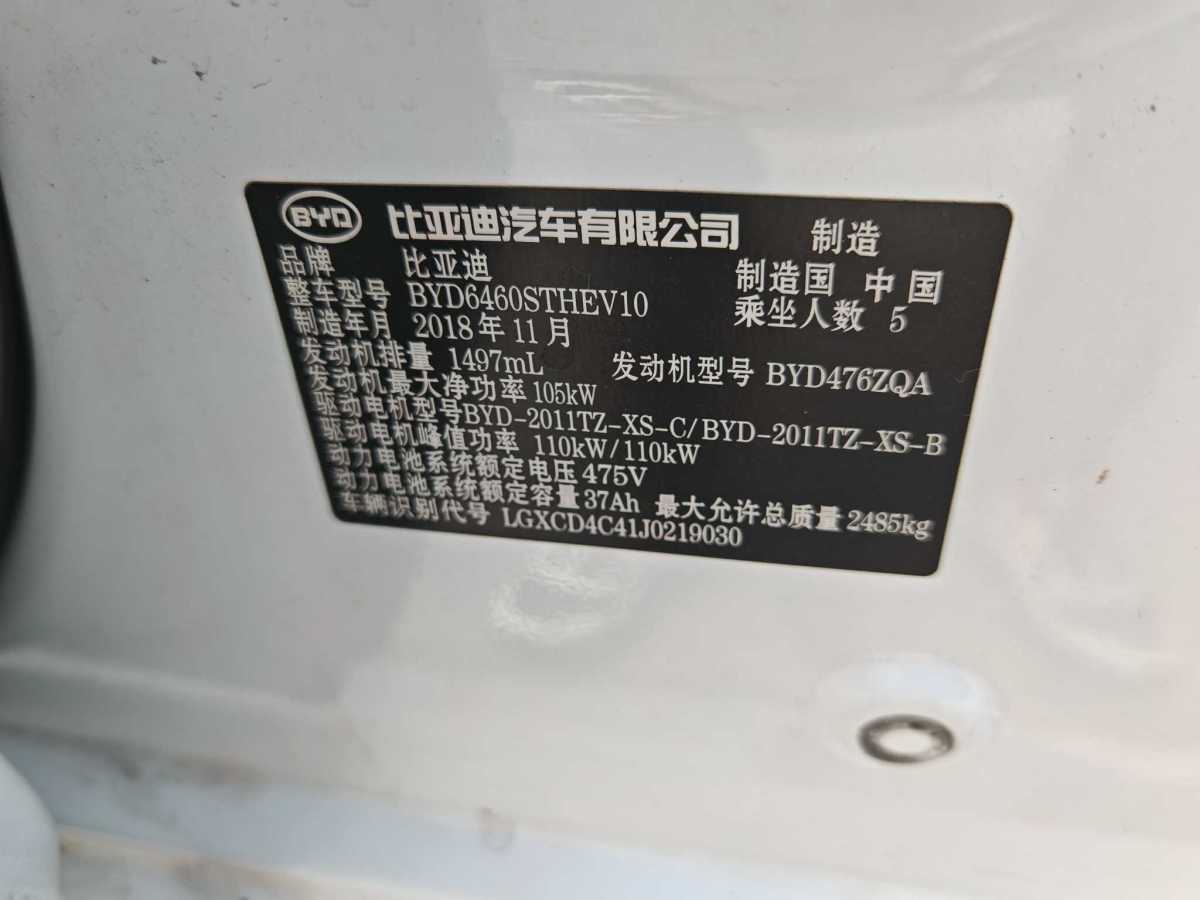 BYD 比亚迪汽车有限公司 制造
品牌 比亚迪 制造国 中国
整车型号 BYD6460STHEV10 乘坐人数 5
制造年月 2018年11月
发动机排量 1497mL 发动机型号 BYD476ZQA
发动机最大净功率 105kW
驱动电机型号BYD-2011TZ-XS-C/BYD-2011TZ-XS-B
驱动电机峰值功率 110kW/110kW
动力电池系统额定电压 475V
动力电池系统额定容量37Ah 最大允许总质量 2485kg
车辆识别代号 LGXCD4C41J0219030